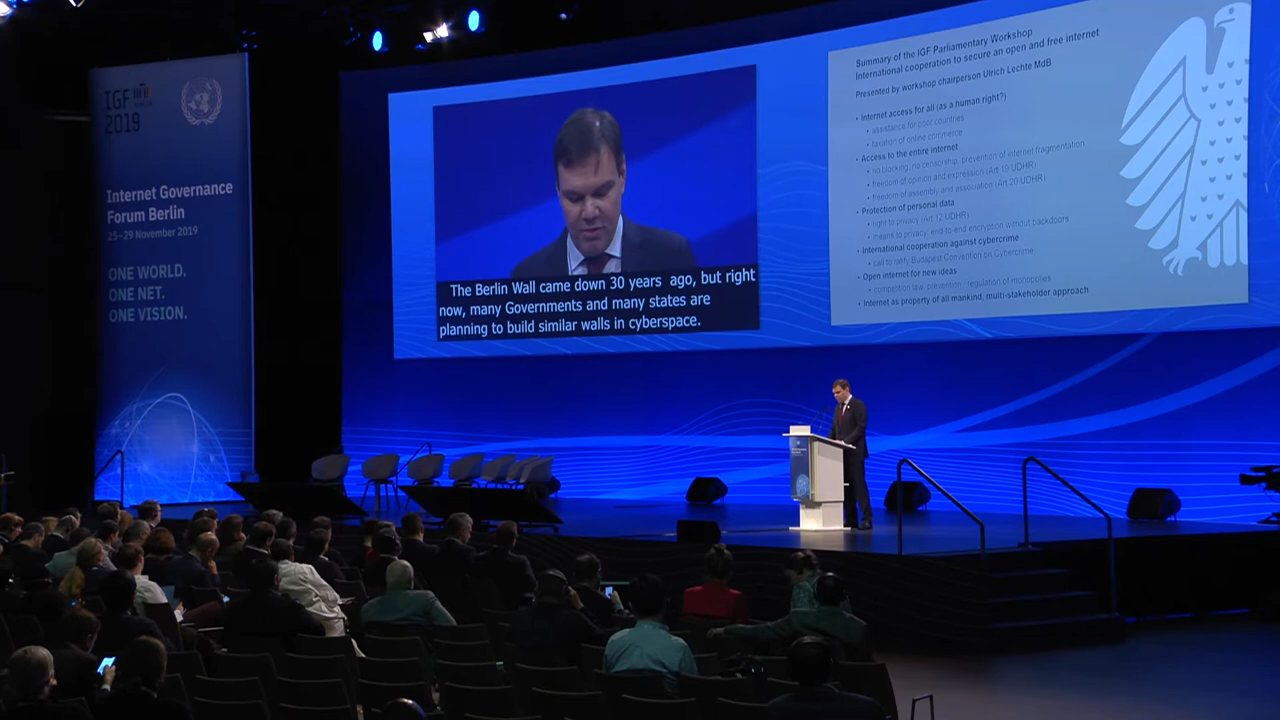 IGF
2019
Internet Governance
Forum Berlin
25–29 November 2019
ONE WORLD.
ONE NET.
ONE VISION.
The Berlin Wall came down 30 years ago, but right
now, many Governments and many states are
planning to build similar walls in cyberspace.
Summary of the IGF Parliamentary Workshop
International cooperation to secure an open and free internet
Presented by workshop chairperson Ulrich Lechte MdB
• Internet access for all (as a human right?)
• assistance for poor countries
• taxation of online commerce
• Access to the entire internet
• no blocking, no censorship, prevention of internet fragmentation
• freedom of opinion and expression (Art 19 UDHR)
• freedom of assembly and association (Art 20 UDHR)
• Protection of personal data
• right to privacy (Art 12 UDHR)
• means to privacy: end-to-end encryption without backdoors
• International cooperation against cybercrime
• call to ratify Budapest Convention on Cybercrime
• Open internet for new ideas
• competition law, prevention - regulation of monopolies
• Internet as property of all mankind, multi-stakeholder approach